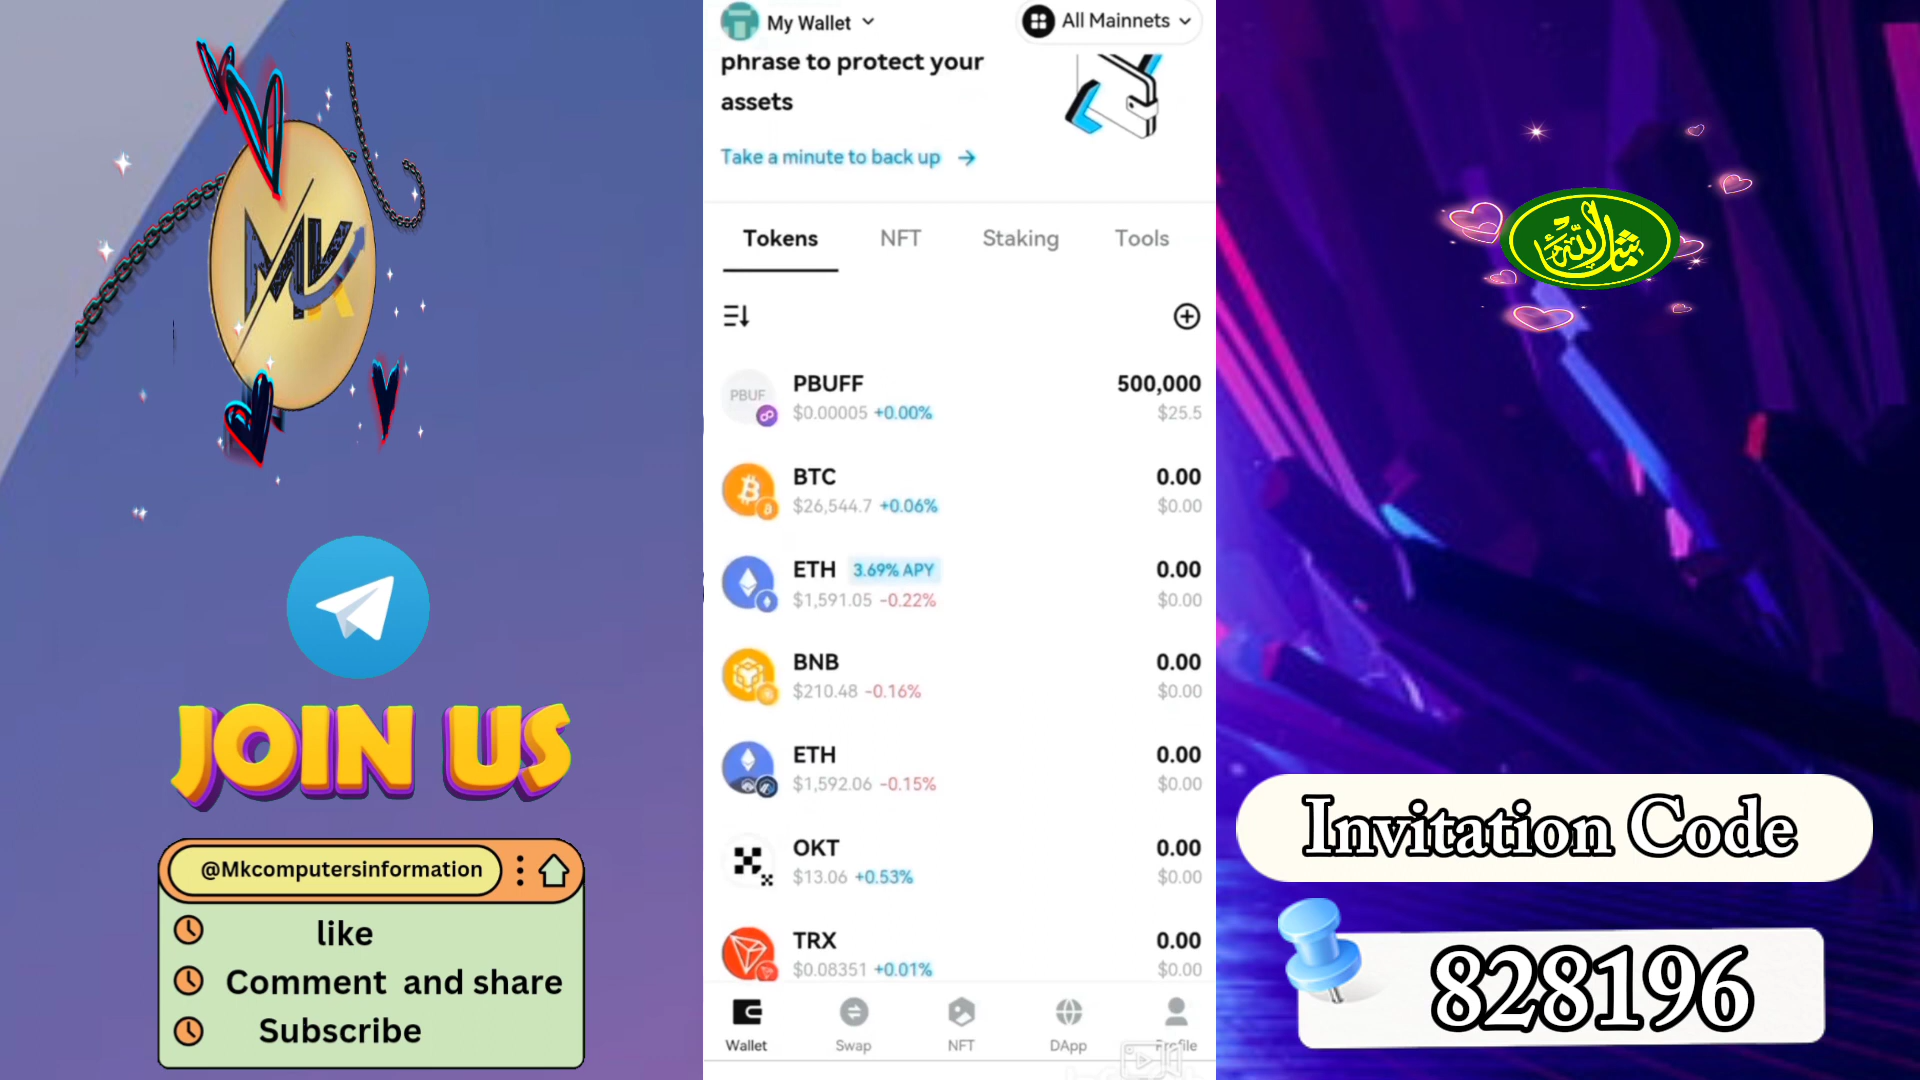 MK
JOIN US
@Mkcomputersinformation
like
Comment and share
Subscribe
My Wallet
All Mainnets
phrase to protect your
assets
Take a minute to back up
Tokens
NFT
Staking
Tools
PBUF
PBUFF
500,000
$0.00005 +0.00%
$25.5
BTC
0.00
$26,544.7 +0.06%
$0.00
ETH 3.69% APY
0.00
$1,591.05 -0.22%
$0.00
BNB
0.00
$210.48 -0.16%
$0.00
ETH
0.00
$1,592.06 -0.15%
$0.00
OKT
0.00
$13.06 +0.53%
$0.00
TRX
0.00
$0.08351 +0.01%
$0.00
Wallet
Swap
NFT
DApp
Profile
Invitation Code
828196